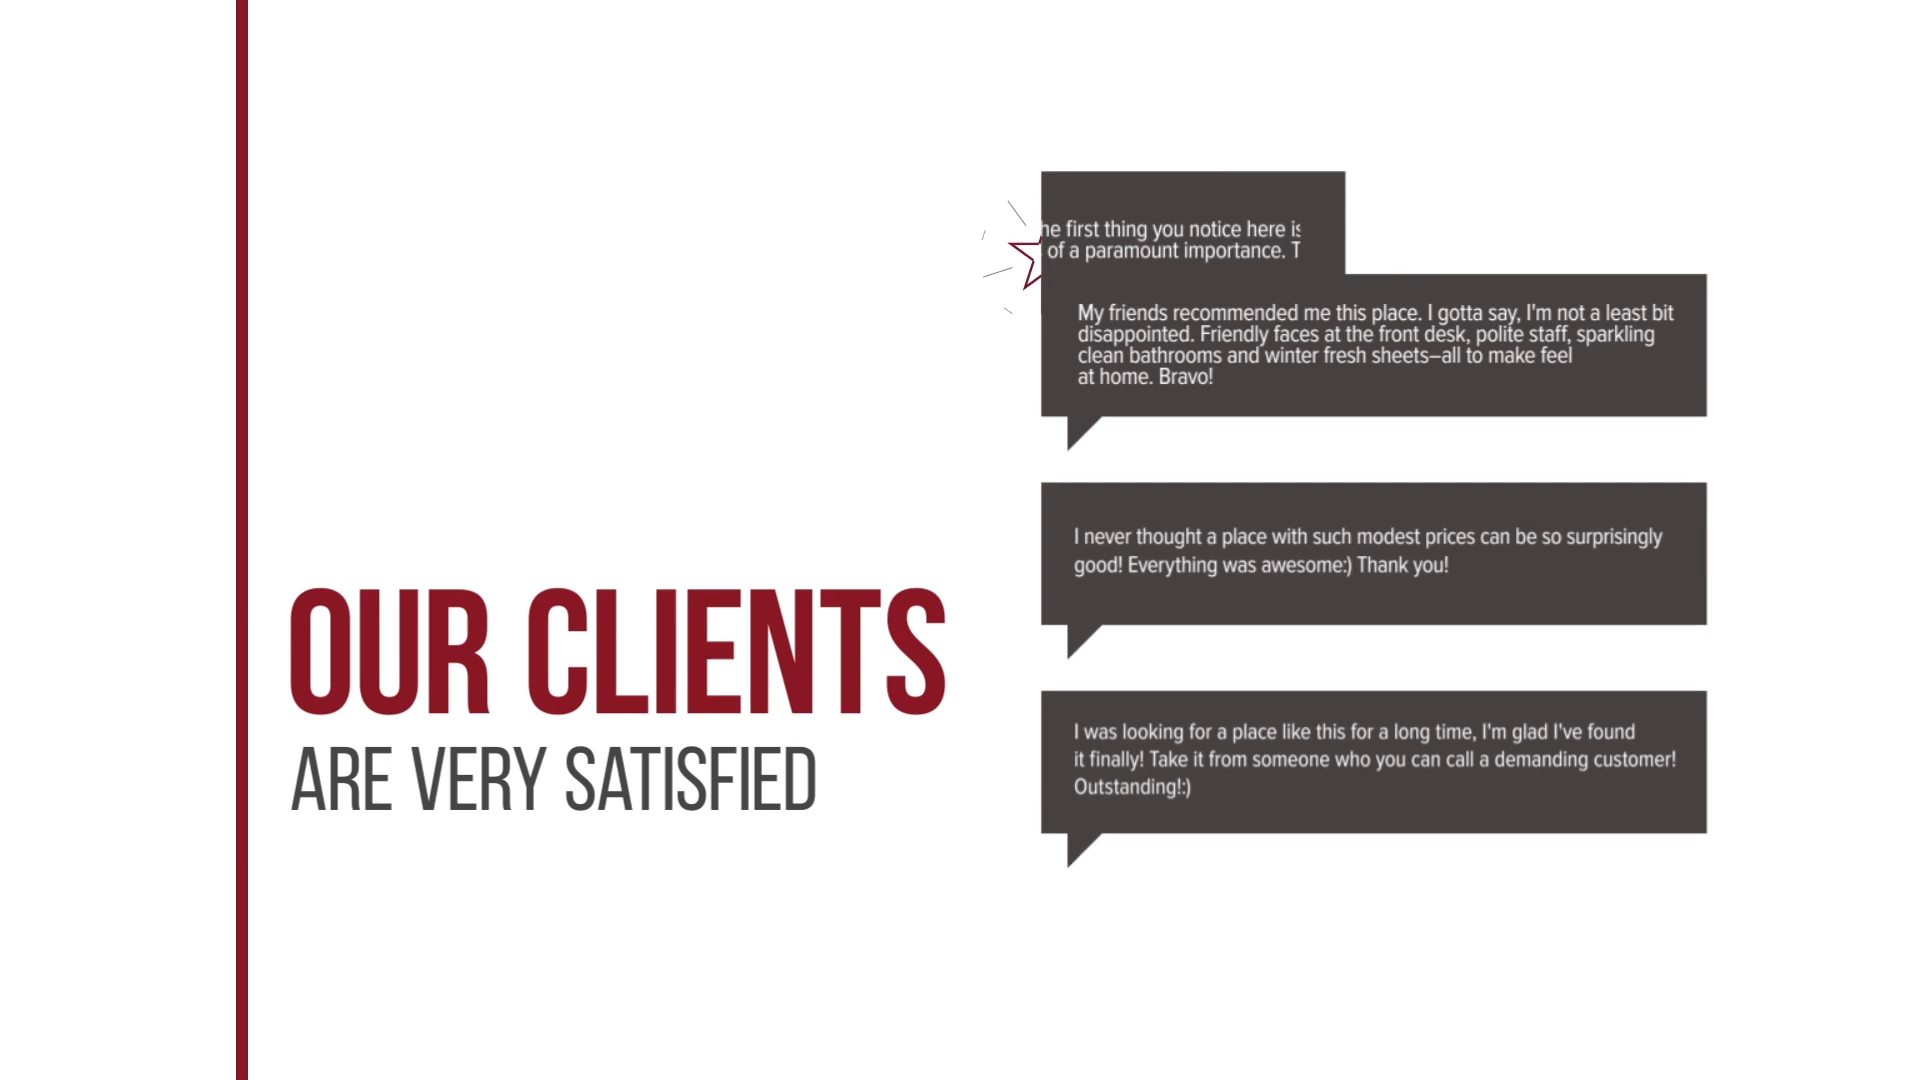 OUR CLIENTS
ARE VERY SATISFIED
he first thing you notice here is
of a paramount importance. T
My friends recommended me this place. I gotta say, I'm not a least bit
disappointed. Friendly faces at the front desk, polite staff, sparkling
clean bathrooms and winter fresh sheets–all to make feel
at home. Bravo!
I never thought a place with such modest prices can be so surprisingly
good! Everything was awesome:) Thank you!
I was looking for a place like this for a long time, I'm glad I've found
it finally! Take it from someone who you can call a demanding customer!
Outstanding!:)